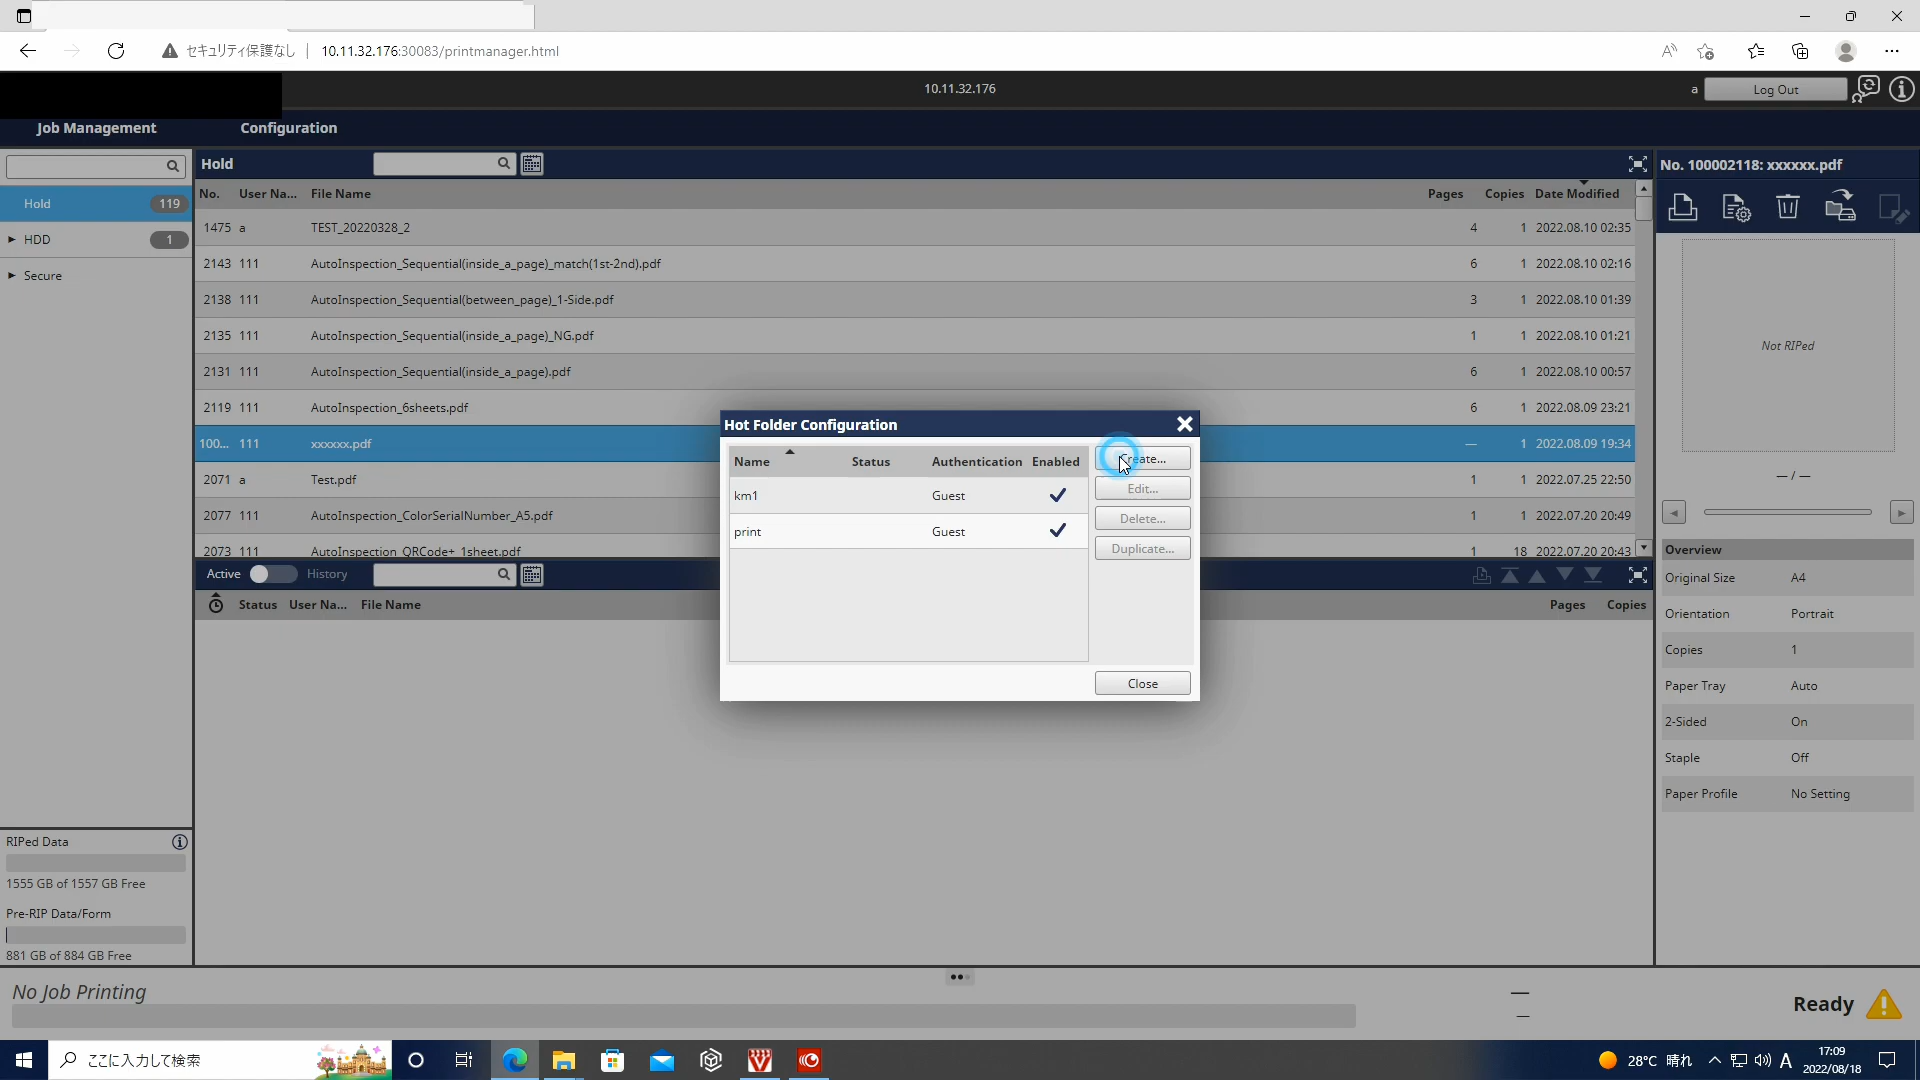 セキュリティ保護なし 10.11.32.176:30083/printmanager.html
10.11.32.176
a Log Out
Job Management Configuration
Hold
No. 100002118: xxxxxx.pdf
No. User Na... File Name Pages Copies Date Modified
Hold 119
HDD 1
Secure
1475 a TEST_20220328_2 4 1 2022.08.10 02:35
2143 111 AutoInspection_Sequential(inside_a_page)_match(1st-2nd).pdf 6 1 2022.08.10 02:16
2138 111 AutoInspection_Sequential(between_page)_1-Side.pdf 3 1 2022.08.10 01:39
2135 111 AutoInspection_Sequential(inside_a_page)_NG.pdf 1 1 2022.08.10 01:21
2131 111 AutoInspection_Sequential(inside_a_page).pdf 6 1 2022.08.10 00:57
2119 111 AutoInspection_6sheets.pdf 6 1 2022.08.09 23:21
100... 111 xxxxxx.pdf — 1 2022.08.09 19:34
2071 a Test.pdf 1 1 2022.07.25 22:50
2077 111 AutoInspection_ColorSerialNumber_A5.pdf 1 1 2022.07.20 20:49
2073 111 AutoInspection_QRCode+_1sheet.pdf 1 18 2022.07.20 20:43
Hot Folder Configuration
Name Status Authentication Enabled
km1 Guest
print Guest
Create...
Edit...
Delete...
Duplicate...
Close
Active History
Status User Na... File Name Pages Copies
Not RIPed
— / —
Overview
Original Size A4
Orientation Portrait
Copies 1
Paper Tray Auto
2-Sided On
Staple Off
Paper Profile No Setting
RIPed Data
1555 GB of 1557 GB Free
Pre-RIP Data/Form
881 GB of 884 GB Free
No Job Printing
—
—
Ready
ここに入力して検索
28°C 晴れ A 17:09
2022/08/18